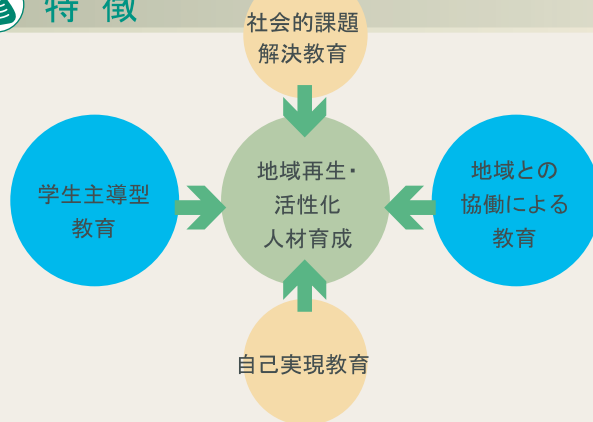 特 徴
社会的課題
解決教育
学生主導型
教育
地域再生・
活性化
人材育成
地域との
協働による
教育
自己実現教育